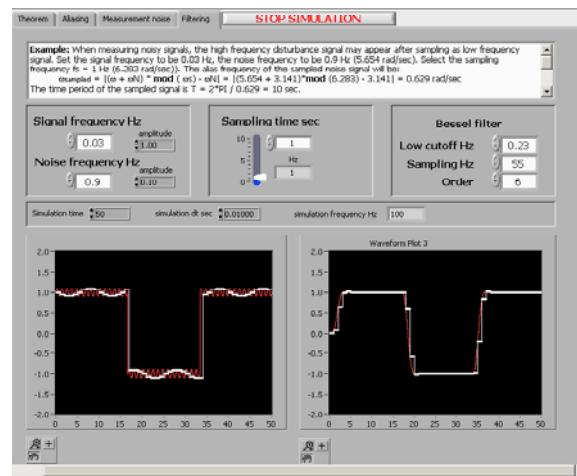 Theorem Aliasing Measurement noise Filtering STOP SIMULATION
Example: When measuring noisy signals, the high frequency disturbance signal may appear after sampling as low frequency
signal. Set the signal frequency to be 0.03 Hz, the noise frequency to be 0.9 Hz (5.654 rad/sec). Select the sampling
frequency fs = 1 Hz (6.283 rad/sec)). The alias frequency of the sampled noise signal will be:
ωsampled = |(ω + ωN) * mod ( ωs) - ωN| = |(5.654 + 3.141)*mod (6.283) - 3.141| = 0.629 rad/sec
The time period of the sampled signal is T = 2*PI / 0.629 = 10 sec.
Signal frequency Hz
amplitude
0.03 1.00
Noise frequency Hz
amplitude
0.9 0.10
Sampling time sec
10
5
0
1
Hz
1
Bessel filter
Low cutoff Hz 0.23
Sampling Hz 55
Order 6
Simulation time 50 simulation dt sec 0.01000 simulation frequency Hz 100
2.0
1.5
1.0
0.5
0.0
-0.5
-1.0
-1.5
-2.0
0 5 10 15 20 25 30 35 40 45 50
Waveform Plot 3
2.0
1.5
1.0
0.5
0.0
-0.5
-1.0
-1.5
-2.0
0 5 10 15 20 25 30 35 40 45 50